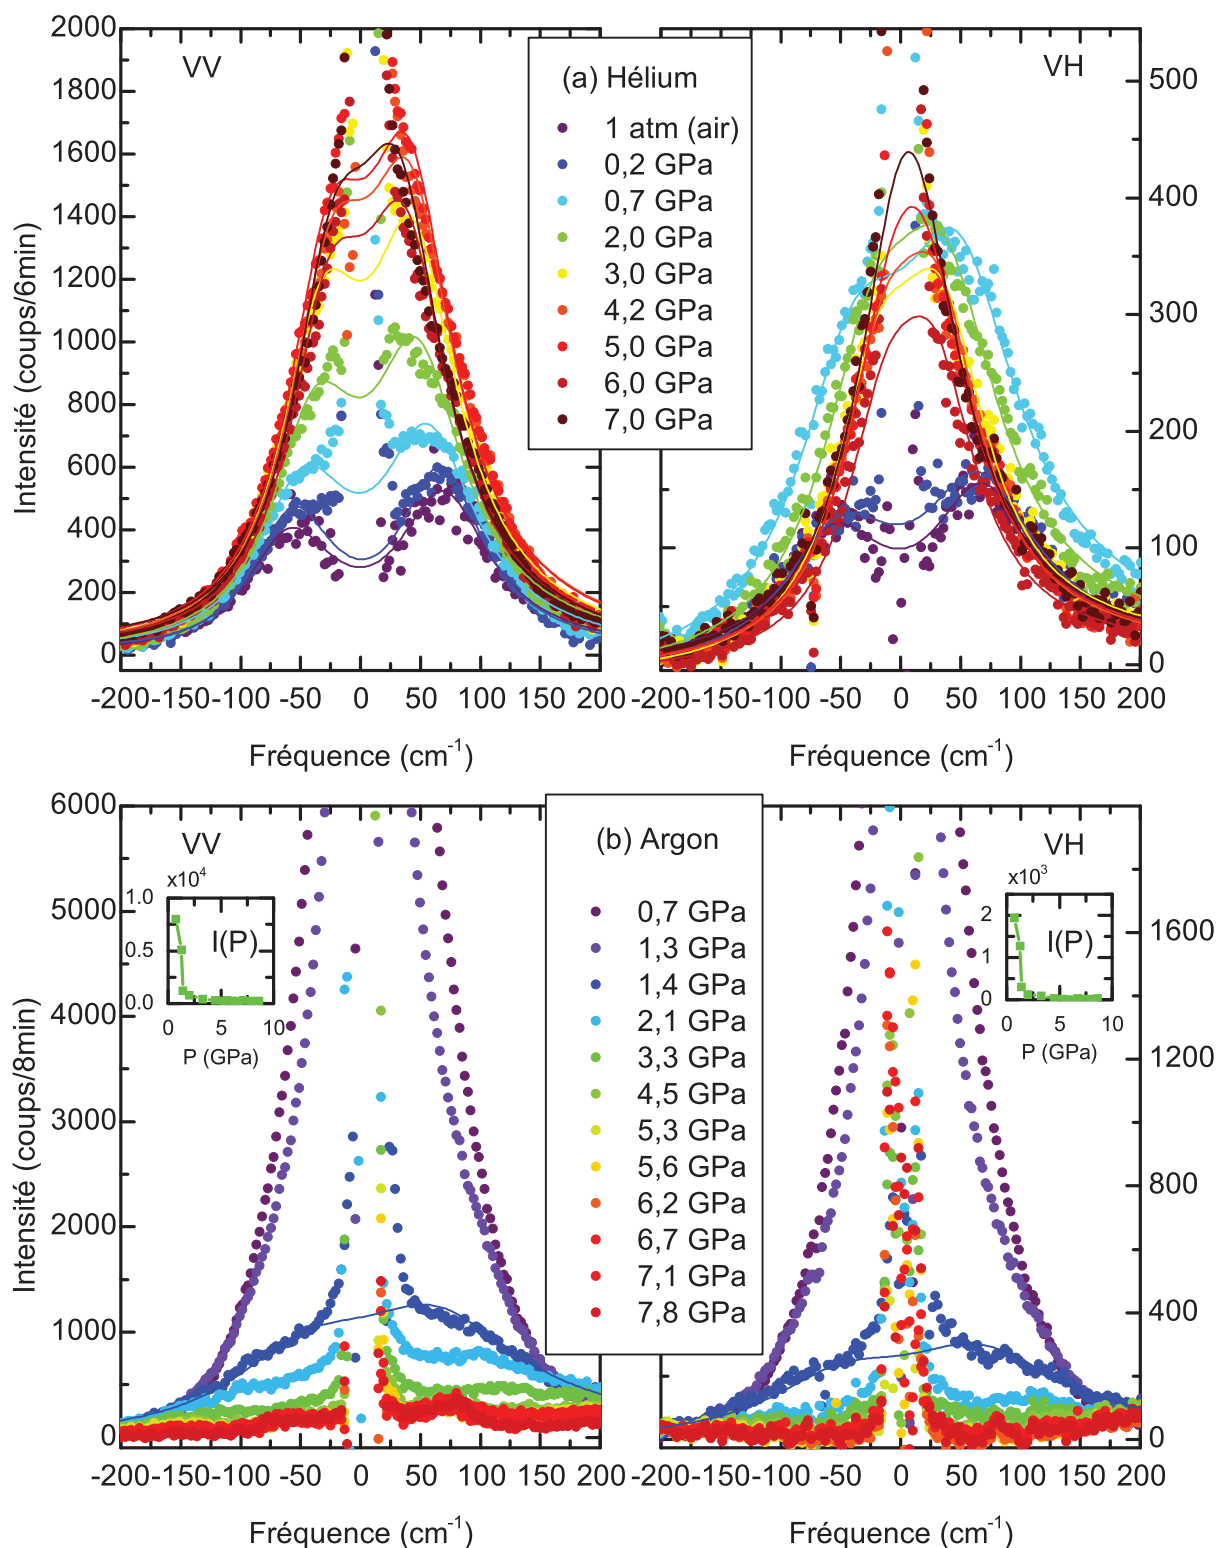 2000
1800
1600
1400
1200
1000
800
600
400
200
0
Intensité (coups/6min)
VV
-200
-150
-100
-50
0
50
100
150
200
Fréquence (cm-1)
(a) Hélium
1 atm (air)
0,2 GPa
0,7 GPa
2,0 GPa
3,0 GPa
4,2 GPa
5,0 GPa
6,0 GPa
7,0 GPa
VH
500
400
300
200
100
0
-200
-150
-100
-50
0
50
100
150
200
Fréquence (cm-1)
6000
5000
4000
3000
2000
1000
0
Intensité (coups/8min)
VV
x10^4
1.0
0.5
0.0
I(P)
0
5
10
P (GPa)
-200
-150
-100
-50
0
50
100
150
200
Fréquence (cm-1)
(b) Argon
0,7 GPa
1,3 GPa
1,4 GPa
2,1 GPa
3,3 GPa
4,5 GPa
5,3 GPa
5,6 GPa
6,2 GPa
6,7 GPa
7,1 GPa
7,8 GPa
VH
x10^3
2
1
0
I(P)
0
5
10
P (GPa)
1600
1200
800
400
0
-200
-150
-100
-50
0
50
100
150
200
Fréquence (cm-1)